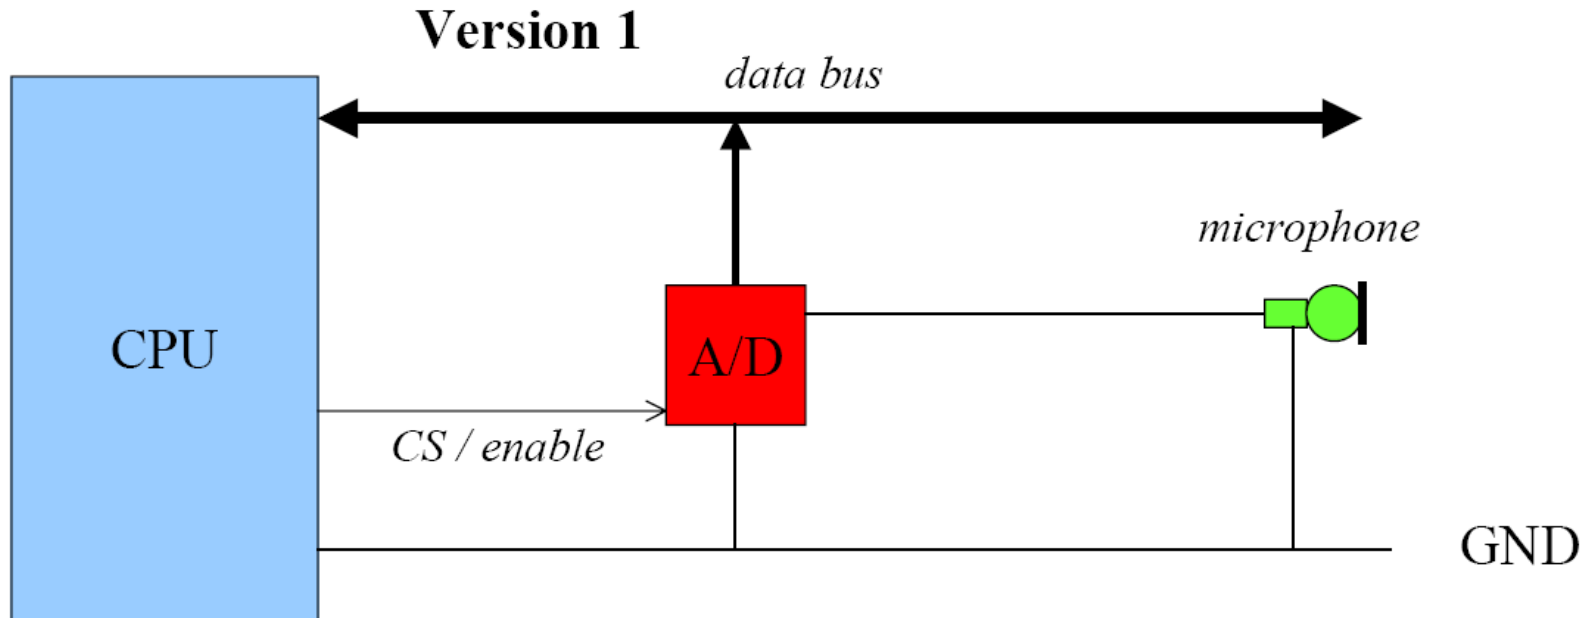 Version 1
data bus
microphone
CPU
A/D
CS / enable
GND